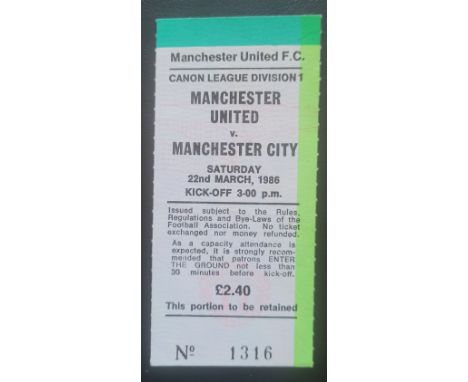 Manchester United F.C.
CANON LEAGUE DIVISION 1
MANCHESTER
UNITED
v.
MANCHESTER CITY
SATURDAY
22nd MARCH, 1986
KICK-OFF 3-00 p.m.
Issued subject to the Rules,
Regulations and Bye-Laws of the
Football Association. No ticket
exchanged nor money refunded.
As a capacity attendance is
expected, it is strongly recom-
mended that patrons ENTER
THE GROUND not less than
30 minutes before kick-off.
£2.40
This portion to be retained
Nº 1316